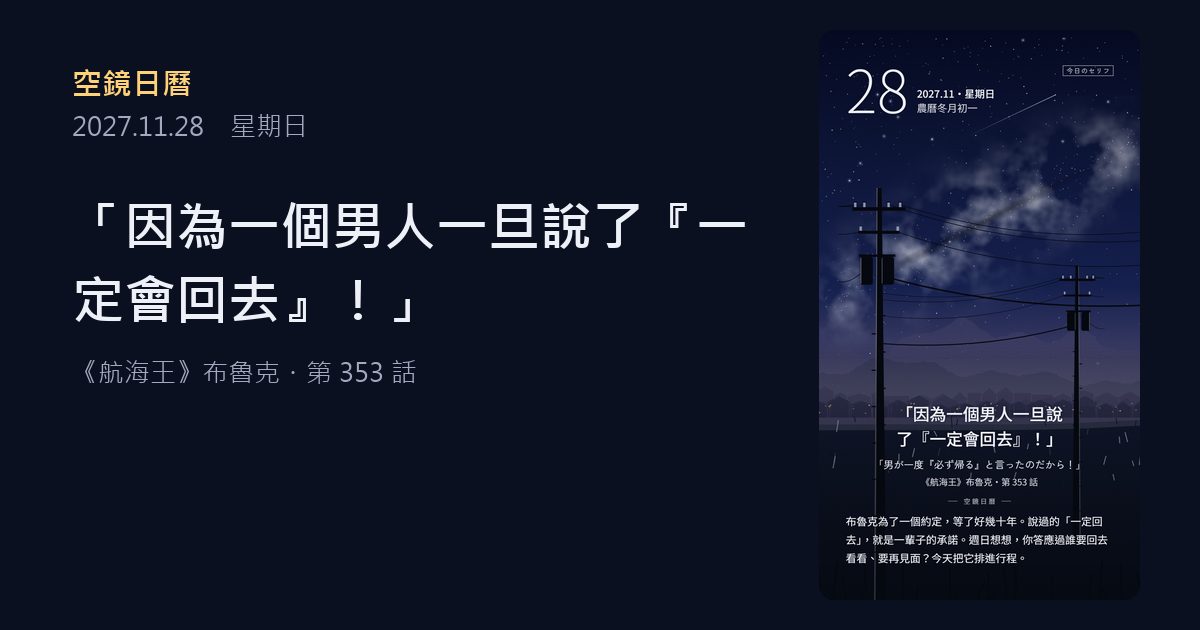 空鏡日曆
2027.11.28 星期日
「因為一個男人一旦說了『一
定會回去』！」
《航海王》布魯克・第 353 話
28
2027.11・星期日
農曆冬月初一
今日のセリフ
「因為一個男人一旦說
了『一定會回去』！」
「男が一度『必ず帰る』と言ったのだから！」
《航海王》布魯克・第 353 話
— 空鏡日曆 —
布魯克為了一個約定，等了好幾十年。說過的「一定回
去」，就是一輩子的承諾。週日想想，你答應過誰要回去
看看、要再見面？今天把它排進行程。